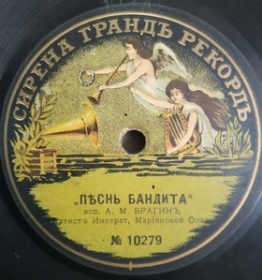 СИРЕНА ГРАНДЪ РЕКОРДЪ
„ПѢСНЬ БАНДИТА"
исп. А. М. БРАГИНЪ
Артистъ Императ. Маріинской Оперы
№ 10279